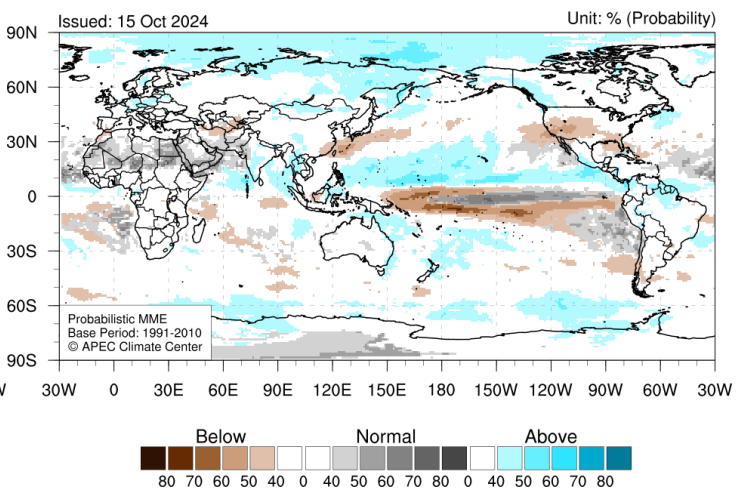 Issued: 15 Oct 2024
Unit: % (Probability)
90N
60N
30N
0
30S
60S
90S
Probabilistic MME
Base Period: 1991-2010
© APEC Climate Center
W 30W 0 30E 60E 90E 120E 150E 180 150W 120W 90W 60W 30W
Below Normal Above
80 70 60 50 40 0 40 50 60 70 80 0 40 50 60 70 80